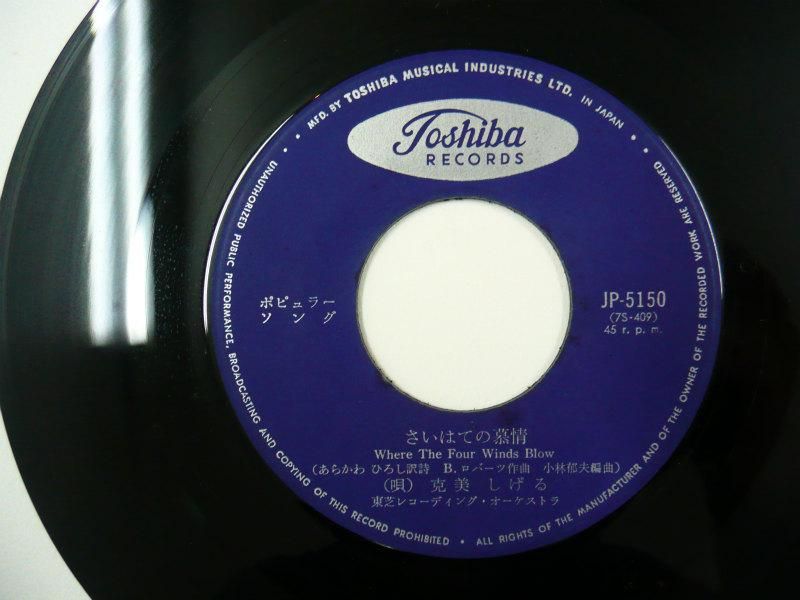 MFD. BY TOSHIBA MUSICAL INDUSTRIES LTD. IN JAPAN
Toshiba
RECORDS
ポピュラー
ソング
JP-5150
(7S-409)
45 r. p. m.
さいはての慕情
Where The Four Winds Blow
(あらかわ ひろし訳詩 B. ロバーツ作曲 小林郁夫編曲)
(唄) 克美 しげる
東芝レコーディング・オーケストラ
UNAUTHORIZED PUBLIC PERFORMANCE, BROADCASTING AND COPYING OF THIS RECORD PROHIBITED • ALL RIGHTS OF THE MANUFACTURER AND OF THE OWNER OF THE RECORDED WORK ARE RESERVED